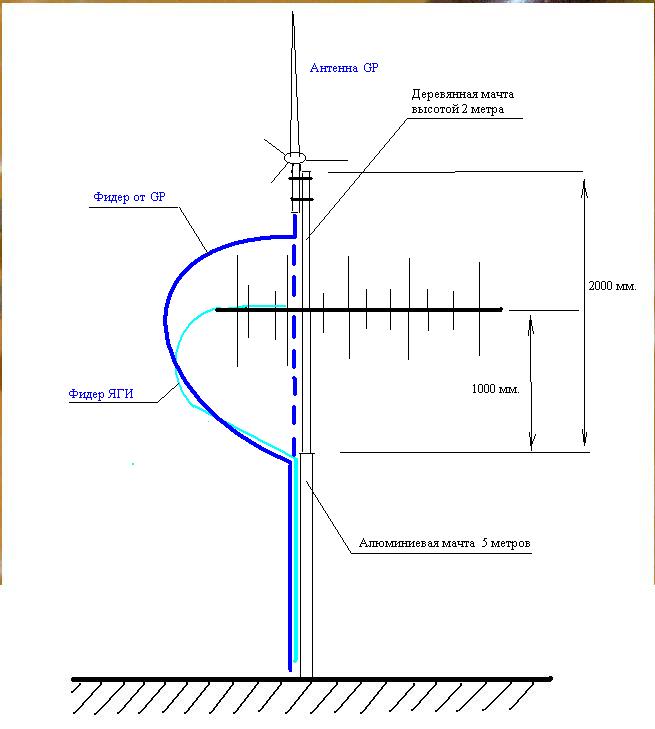 Антенна GP
Деревянная мачта
высотой 2 метра
Фидер от GP
2000 мм.
1000 мм.
Фидер ЯГИ
Алюминиевая мачта 5 метров